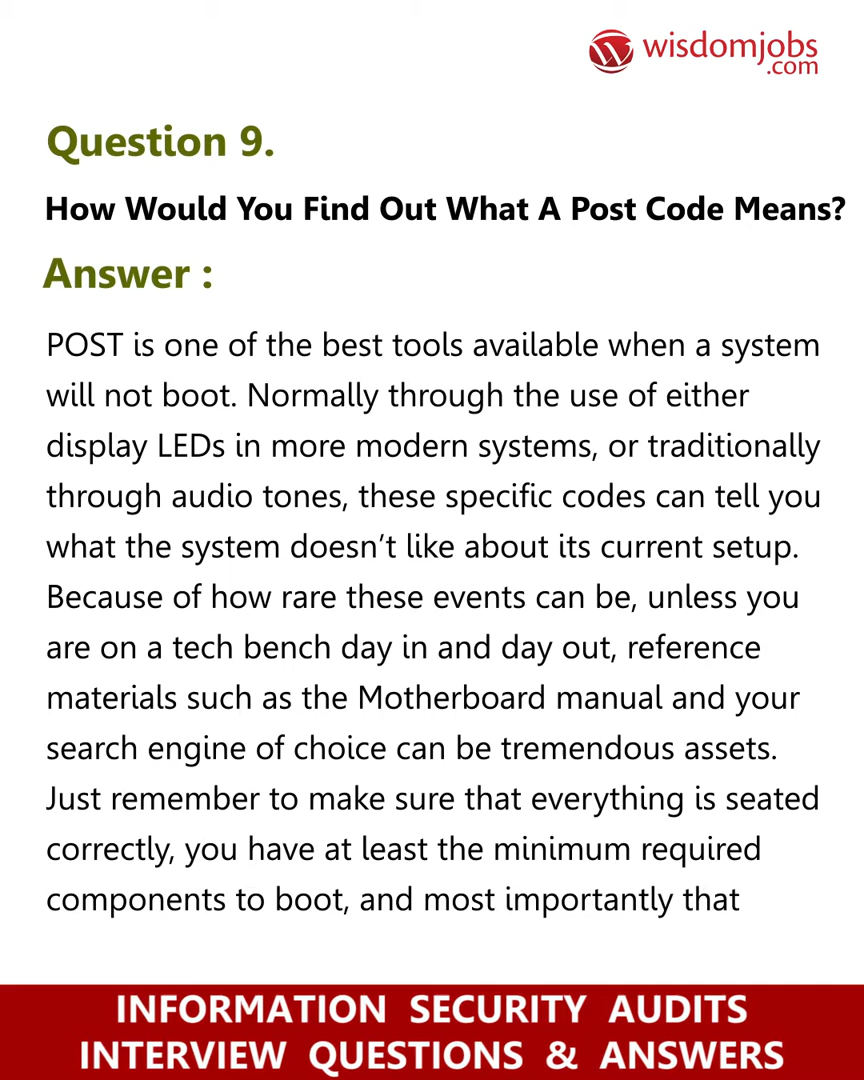 wisdomjobs
.com
Question 9.
How Would You Find Out What A Post Code Means?
Answer :
POST is one of the best tools available when a system
will not boot. Normally through the use of either
display LEDs in more modern systems, or traditionally
through audio tones, these specific codes can tell you
what the system doesn’t like about its current setup.
Because of how rare these events can be, unless you
are on a tech bench day in and day out, reference
materials such as the Motherboard manual and your
search engine of choice can be tremendous assets.
Just remember to make sure that everything is seated
correctly, you have at least the minimum required
components to boot, and most importantly that
INFORMATION SECURITY AUDITS
INTERVIEW QUESTIONS & ANSWERS